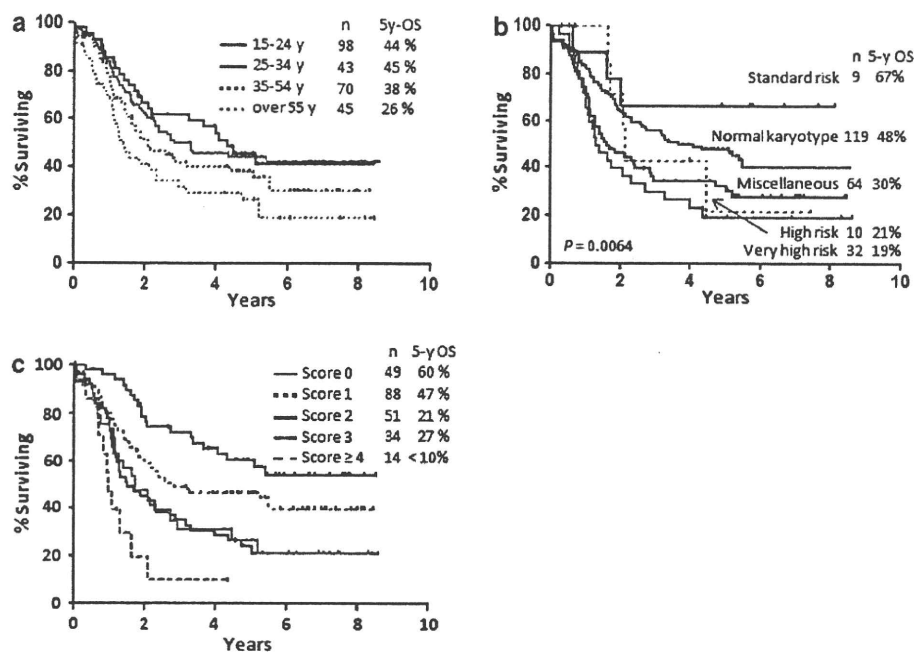 a
n 5y-OS
15-24 y 98 44 %
25-34 y 43 45 %
35-54 y 70 38 %
over 55 y 45 26 %
100
80
60
40
20
0
% Surviving
0 2 4 6 8 10
Years
b
n 5-y OS
Standard risk 9 67%
Normal karyotype 119 48%
Miscellaneous 64 30%
High risk 10 21%
Very high risk 32 19%
P = 0.0064
100
80
60
40
20
0
% Surviving
0 2 4 6 8 10
Years
c
n 5-y OS
Score 0 49 60 %
Score 1 88 47 %
Score 2 51 21 %
Score 3 34 27 %
Score ≥ 4 14 <10%
100
80
60
40
20
0
% Surviving
0 2 4 6 8 10
Years